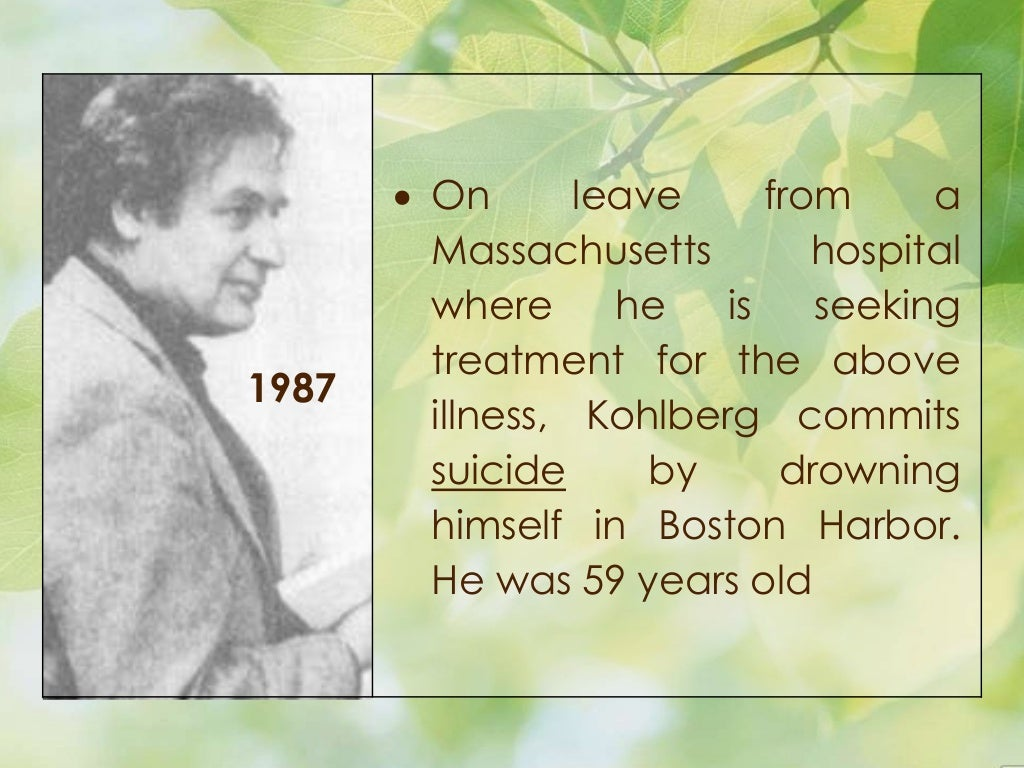 1987
• On leave from a
Massachusetts hospital
where he is seeking
treatment for the above
illness, Kohlberg commits
suicide by drowning
himself in Boston Harbor.
He was 59 years old